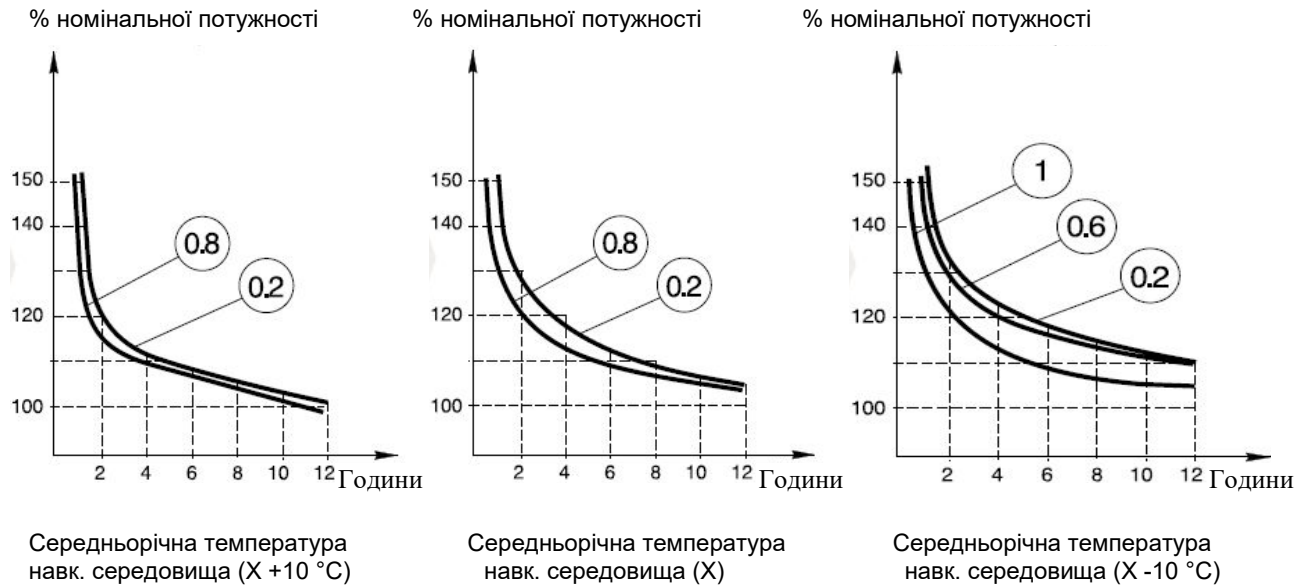 % номінальної потужності
% номінальної потужності
% номінальної потужності
150
140
120
100
0.8
0.2
2 4 6 8 10 12 Години
150
140
120
100
0.8
0.2
2 4 6 8 10 12 Години
150
140
120
100
1
0.6
0.2
2 4 6 8 10 12 Години
Середньорічна температура
навк. середовища (X +10 °C)
Середньорічна температура
навк. середовища (X)
Середньорічна температура
навк. середовища (X -10 °C)